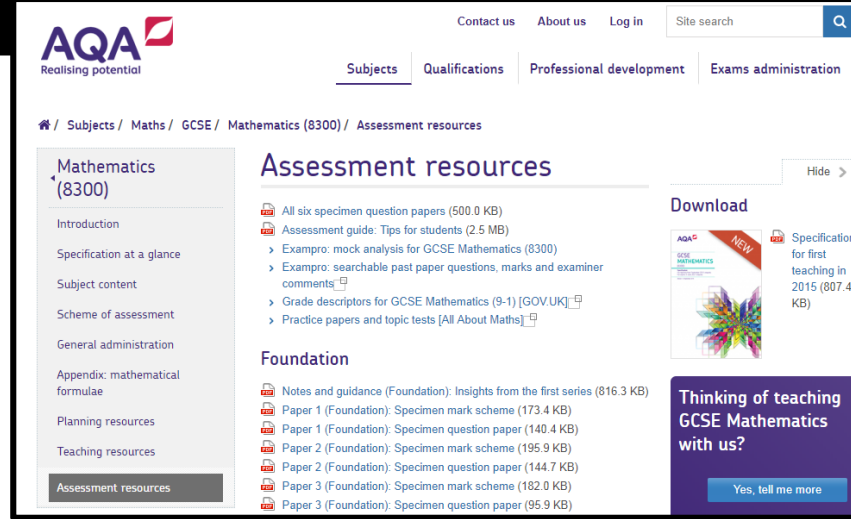 AQA
Realising potential
Contact us About us Log in Site search
Subjects Qualifications Professional development Exams administration
/ Subjects / Maths / GCSE / Mathematics (8300) / Assessment resources
Mathematics
(8300)
Introduction
Specification at a glance
Subject content
Scheme of assessment
General administration
Appendix: mathematical
formulae
Planning resources
Teaching resources
Assessment resources
Assessment resources
All six specimen question papers (500.0 KB)
Assessment guide: Tips for students (2.5 MB)
Exampro: mock analysis for GCSE Mathematics (8300)
Exampro: searchable past paper questions, marks and examiner
comments
Grade descriptors for GCSE Mathematics (9-1) [GOV.UK]
Practice papers and topic tests [All About Maths]
Foundation
Notes and guidance (Foundation): Insights from the first series (816.3 KB)
Paper 1 (Foundation): Specimen mark scheme (173.4 KB)
Paper 1 (Foundation): Specimen question paper (140.4 KB)
Paper 2 (Foundation): Specimen mark scheme (195.9 KB)
Paper 2 (Foundation): Specimen question paper (144.7 KB)
Paper 3 (Foundation): Specimen mark scheme (182.0 KB)
Paper 3 (Foundation): Specimen question paper (95.9 KB)
Hide
Download
AQA
NEW
GCSE
MATHEMATICS
Specification
for first
teaching in
2015 (807.4
KB)
Thinking of teaching
GCSE Mathematics
with us?
Yes, tell me more